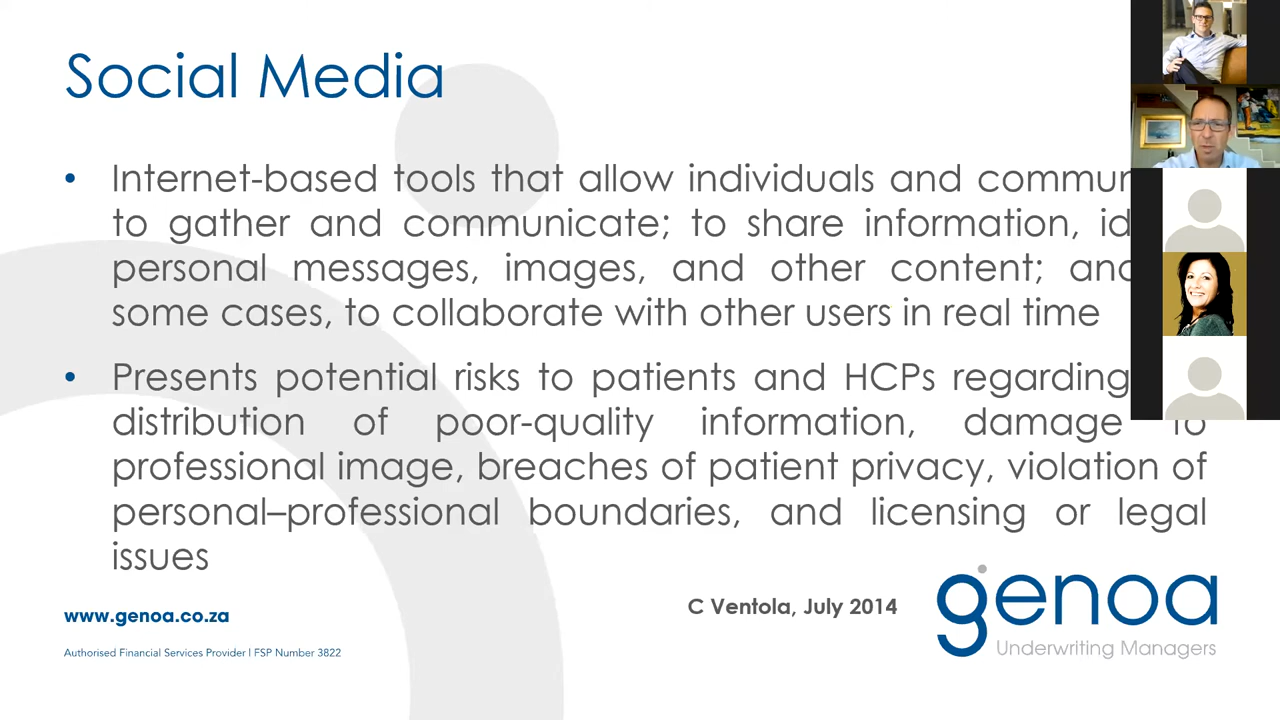 Social Media
• Internet-based tools that allow individuals and
to gather and communicate; to share information,
personal messages, images, and other content;
some cases, to collaborate with other users in real time
• Presents potential risks to patients and HCPs regarding
distribution of poor-quality information, damage to
professional image, breaches of patient privacy, violation of
personal–professional boundaries, and licensing or legal
issues
C Ventola, July 2014
www.genoa.co.za
Authorised Financial Services Provider | FSP Number 3822
genoa
Underwriting Managers